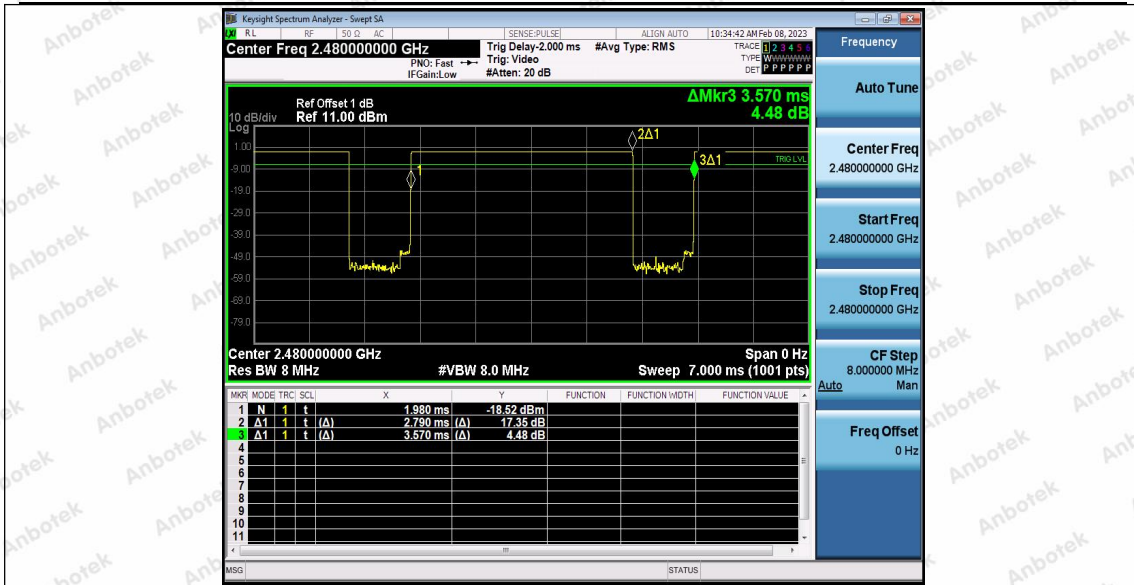 Keysight Spectrum Analyzer - Swept SA
LXI RL RF 50 Ω AC SENSE:PULSE ALIGN AUTO 10:34:42 AM Feb 08, 2023
Center Freq 2.480000000 GHz
Trig Delay-2.000 ms #Avg Type: RMS TRACE 1 2 3 4 5 6
PNO: Fast Trig: Video TYPE WWWWWW
IFGain:Low #Atten: 20 dB DET P P P P P P
Frequency
ΔMkr3 3.570 ms
4.48 dB
Ref Offset 1 dB
10 dB/div Ref 11.00 dBm
Log
1.00
-9.00
-19.0
-29.0
-39.0
-49.0
-59.0
-69.0
-79.0
1
2Δ1
3Δ1
TRIG LVL
Center 2.480000000 GHz Span 0 Hz
Res BW 8 MHz #VBW 8.0 MHz Sweep 7.000 ms (1001 pts)
MKR MODE TRC SCL X Y FUNCTION FUNCTION WIDTH FUNCTION VALUE
1 N 1 t 1.980 ms -18.52 dBm
2 Δ1 1 t (Δ) 2.790 ms (Δ) 17.35 dB
3 Δ1 1 t (Δ) 3.570 ms (Δ) 4.48 dB
4
5
6
7
8
9
10
11
MSG STATUS
Auto Tune
Center Freq
2.480000000 GHz
Start Freq
2.480000000 GHz
Stop Freq
2.480000000 GHz
CF Step
8.000000 MHz
Auto Man
Freq Offset
0 Hz
Anbotek